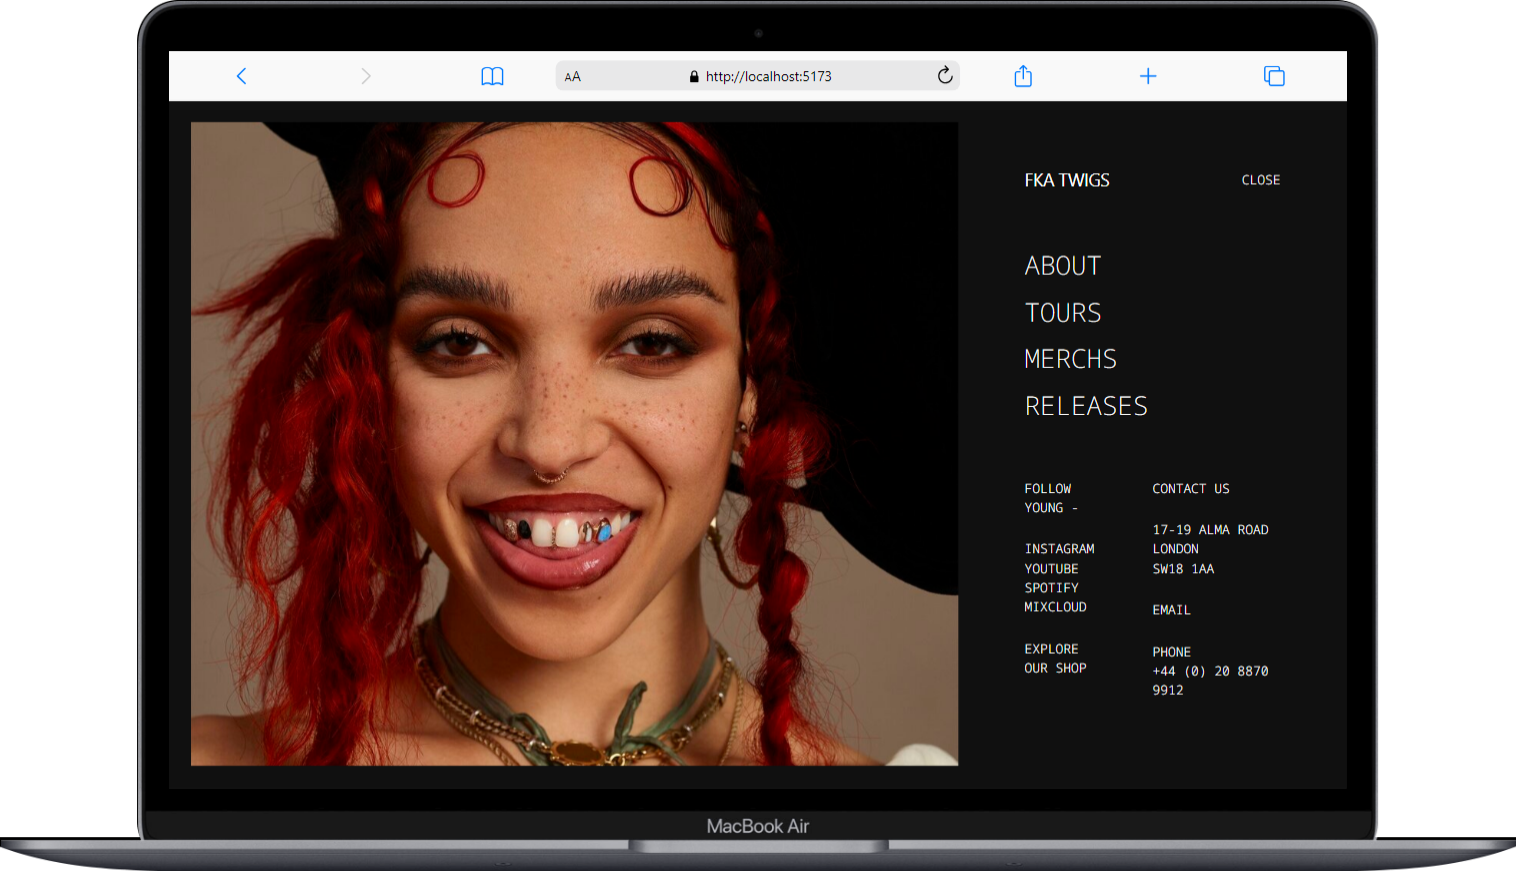 AA
http://localhost:5173
FKA TWIGS
CLOSE
ABOUT
TOURS
MERCHS
RELEASES
FOLLOW
YOUNG -
INSTAGRAM
YOUTUBE
SPOTIFY
MIXCLOUD
EXPLORE
OUR SHOP
CONTACT US
17-19 ALMA ROAD
LONDON
SW18 1AA
EMAIL
PHONE
+44 (0) 20 8870
9912
MacBook Air